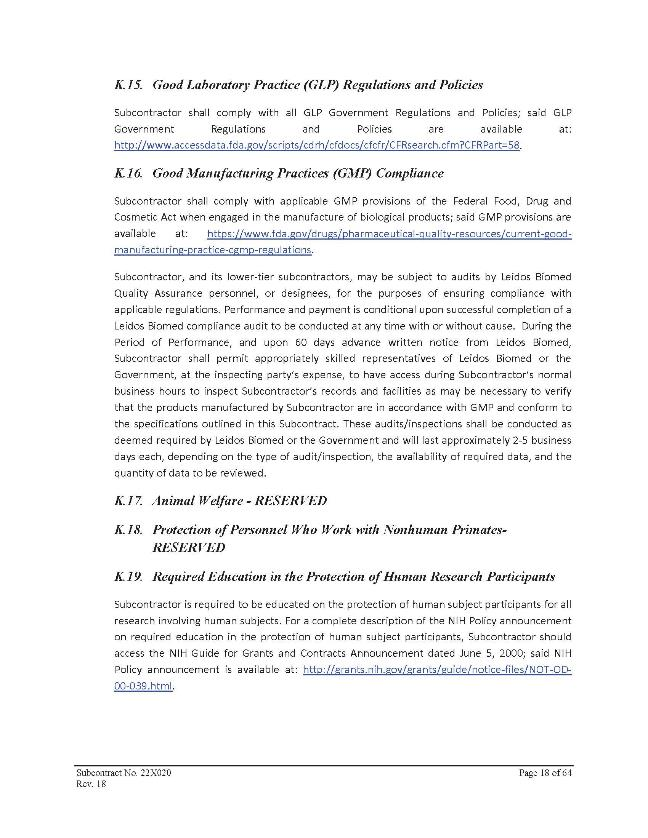 K.15. Good Laboratory Practice (GLP) Regulations and Policies
Subcontractor shall comply with all GLP Government Regulations and Policies; said GLP
Government Regulations and Policies are available at:
http://www.accessdata.fda.gov/scripts/cdrh/cfdocs/cfcfr/CFRsearch.cfm?CFRPart=58.
K.16. Good Manufacturing Practices (GMP) Compliance
Subcontractor shall comply with applicable GMP provisions of the Federal Food, Drug and
Cosmetic Act when engaged in the manufacture of biological products; said GMP provisions are
available at: https://www.fda.gov/drugs/pharmaceutical-quality-resources/current-good-
manufacturing-practice-cgmp-regulations.
Subcontractor, and its lower-tier subcontractors, may be subject to audits by Leidos Biomed
Quality Assurance personnel, or designees, for the purposes of ensuring compliance with
applicable regulations. Performance and payment is conditional upon successful completion of a
Leidos Biomed compliance audit to be conducted at any time with or without cause. During the
Period of Performance, and upon 60 days advance written notice from Leidos Biomed,
Subcontractor shall permit appropriately skilled representatives of Leidos Biomed or the
Government, at the inspecting party's expense, to have access during Subcontractor's normal
business hours to inspect Subcontractor's records and facilities as may be necessary to verify
that the products manufactured by Subcontractor are in accordance with GMP and conform to
the specifications outlined in this Subcontract. These audits/inspections shall be conducted as
deemed required by Leidos Biomed or the Government and will last approximately 2-5 business
days each, depending on the type of audit/inspection, the availability of required data, and the
quantity of data to be reviewed.
K.17. Animal Welfare - RESERVED
K.18. Protection of Personnel Who Work with Nonhuman Primates-
RESERVED
K.19. Required Education in the Protection of Human Research Participants
Subcontractor is required to be educated on the protection of human subject participants for all
research involving human subjects. For a complete description of the NIH Policy announcement
on required education in the protection of human subject participants, Subcontractor should
access the NIH Guide for Grants and Contracts Announcement dated June 5, 2000; said NIH
Policy announcement is available at: http://grants.nih.gov/grants/guide/notice-files/NOT-OD-
00-039.html.
Subcontract No. 22X020 Page 18 of 64
Rev. 18